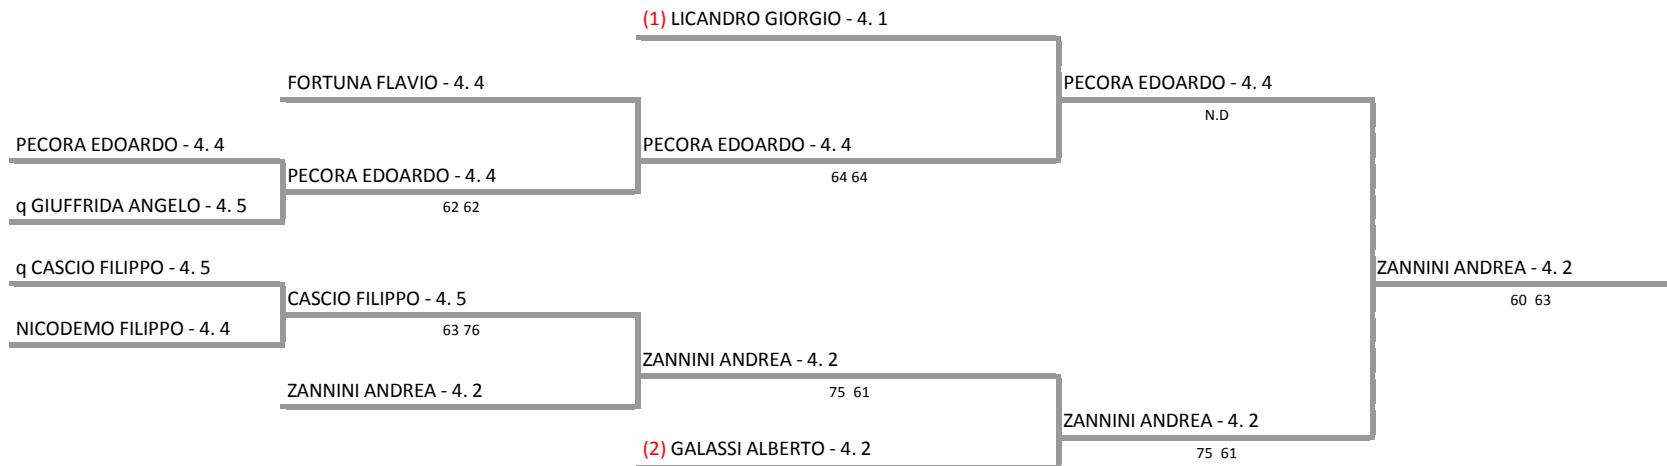 (1) LICANDRO GIORGIO - 4. 1
FORTUNA FLAVIO - 4. 4
PECORA EDOARDO - 4. 4
N.D
PECORA EDOARDO - 4. 4
PECORA EDOARDO - 4. 4
64 64
PECORA EDOARDO - 4. 4
62 62
q GIUFFRIDA ANGELO - 4. 5
q CASCIO FILIPPO - 4. 5
ZANNINI ANDREA - 4. 2
60 63
CASCIO FILIPPO - 4. 5
63 76
NICODEMO FILIPPO - 4. 4
ZANNINI ANDREA - 4. 2
75 61
ZANNINI ANDREA - 4. 2
ZANNINI ANDREA - 4. 2
75 61
(2) GALASSI ALBERTO - 4. 2